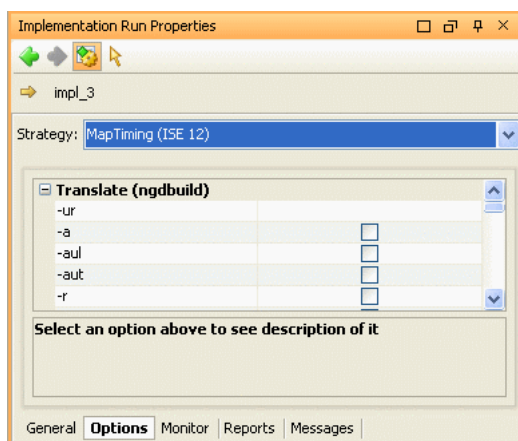 Implementation Run Properties
impl_3
Strategy: MapTiming (ISE 12)
Translate (ngdbuild)
-ur
-a
-aul
-aut
-r
Select an option above to see description of it
General Options Monitor Reports Messages